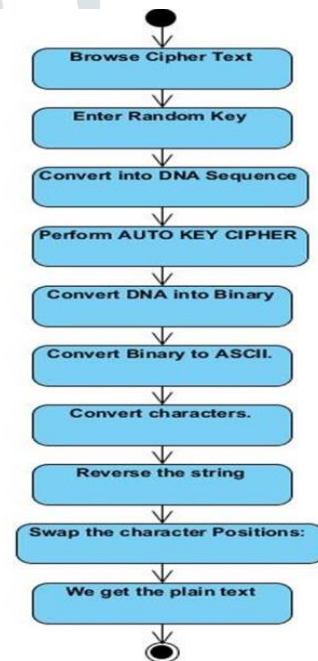 Browse Cipher Text
Enter Random Key
Convert into DNA Sequence
Perform AUTO KEY CIPHER
Convert DNA into Binary
Convert Binary to ASCII.
Convert characters.
Reverse the string
Swap the character Positions:
We get the plain text